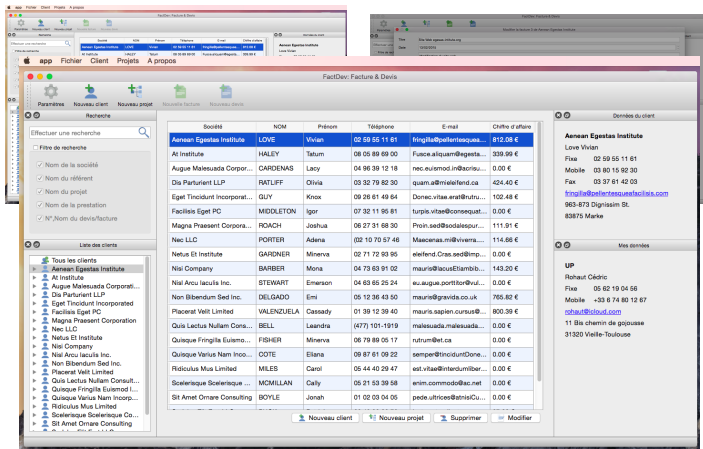 app Fichier Client Projets A propos
FactDev: Facture & Devis
Paramètres Nouveau client Nouveau projet Nouvelle facture Nouveau devis
Recherche
Effectuer une recherche
Filtre de recherche
Nom de la société
Nom du référent
Nom du projet
Nom de la prestation
N°,Nom du devis/facture
Liste des clients
Tous les clients
Aenean Egestas Institute
At Institute
Augue Malesuada Corporati...
Dis Parturient LLP
Eget Tincidunt Incorporated
Facilisis Eget PC
Magna Praesent Corporation
Nec LLC
Netus Et Institute
Nisi Company
Nisl Arcu Iaculis Inc.
Non Bibendum Sed Inc.
Placerat Velit Limited
Quis Lectus Nullam Consult...
Quisque Fringilla Euismod I...
Quisque Varius Nam Incorp...
Ridiculus Mus Limited
Scelerisque Scelerisque Co...
Sit Amet Ornare Consulting
Société NOM Prénom Téléphone E-mail Chiffre d'affaire
Aenean Egestas Institute LOVE Vivian 02 59 55 11 61 fringilla@pellentesquea... 812.08 €
At Institute HALEY Tatum 08 05 89 69 00 Fusce.aliquam@egesta... 339.99 €
Augue Malesuada Corpor... CARDENAS Lacy 04 96 39 12 18 nec.euismod.in@acrisu... 0.00 €
Dis Parturient LLP RATLIFF Olivia 03 32 79 82 30 quam.a@mieleifend.ca 424.40 €
Eget Tincidunt Incorporat... GUY Knox 09 26 61 49 64 Donec.vitae.erat@rutru... 102.48 €
Facilisis Eget PC MIDDLETON Igor 07 32 11 95 81 turpis.vitae@consequat... 0.00 €
Magna Praesent Corpora... ROACH Joshua 06 27 31 68 30 Proin.sed@sodalespur... 111.91 €
Nec LLC PORTER Adena (02 10 70 57 46 Maecenas.mi@viverra.... 114.66 €
Netus Et Institute GARDNER Minerva 02 71 72 93 95 eleifend.Cras.sed@imp... 0.00 €
Nisi Company BARBER Mona 04 73 63 91 02 mauris@lacusEtiambib... 143.20 €
Nisl Arcu Iaculis Inc. STEWART Emerson 04 63 65 25 24 eu.augue.porttitor@vul... 0.00 €
Non Bibendum Sed Inc. DELGADO Emi 05 12 36 43 50 mauris@gravida.co.uk 765.82 €
Placerat Velit Limited VALENZUELA Cassady 01 39 12 39 40 mauris.sapien.cursus@... 800.39 €
Quis Lectus Nullam Cons... BELL Leandra (477) 101-1919 malesuada.malesuada... 0.00 €
Quisque Fringilla Euismo... FISHER Minerva 06 79 89 05 17 rutrum@et.ca 0.00 €
Quisque Varius Nam Inco... COTE Eliana 09 87 61 09 22 semper@tinciduntDone... 0.00 €
Ridiculus Mus Limited MILES Carol 05 44 40 29 47 est.vitae@interdumliber... 0.00 €
Scelerisque Scelerisque ... MCMILLAN Cally 05 21 53 39 58 enim.commodo@ac.net 0.00 €
Sit Amet Ornare Consulting BOYLE Jonah 01 02 03 04 05 pede.ultrices@atnisiCu... 0.00 €
Nouveau client Nouveau projet Supprimer Modifier
Données du client
Aenean Egestas Institute
Love Vivian
Fixe 02 59 55 11 61
Mobile 03 80 15 92 30
Fax 03 37 61 42 03
fringilla@pellentesquefacilisis.com
963-873 Dignissim St.
83875 Marke
Mes données
UP
Rohaut Cédric
Fixe 05 62 19 04 56
Mobile +33 6 74 80 12 67
rohaut@icloud.com
11 Bis chemin de gojousse
31320 Vieille-Toulouse